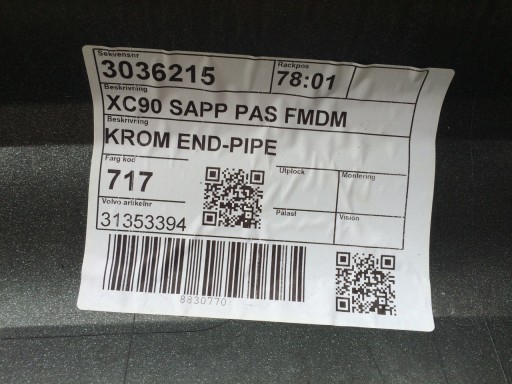 Sekvensnr
Rackpos
3036215
78:01
Beskrivning
XC90 SAPP PAS FMDM
Beskrivning
KROM END-PIPE
Färg kod
Utplock
Montering
717
Volvo artikelnr
Palast
Vision
31353394
8830770